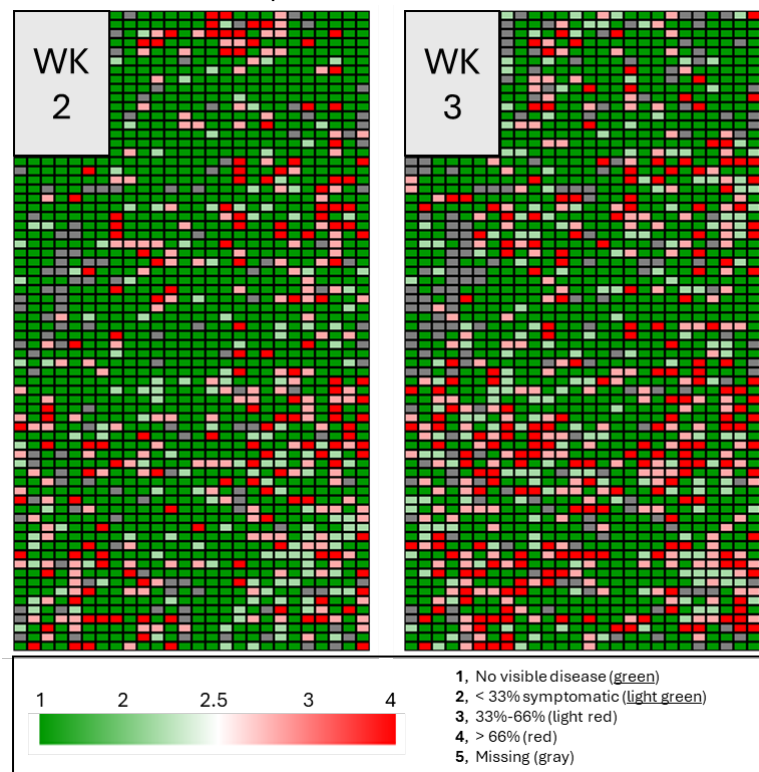 WK
2
WK
3
1 2 2.5 3 4
1, No visible disease (green)
2, < 33% symptomatic (light green)
3, 33%-66% (light red)
4, > 66% (red)
5, Missing (gray)